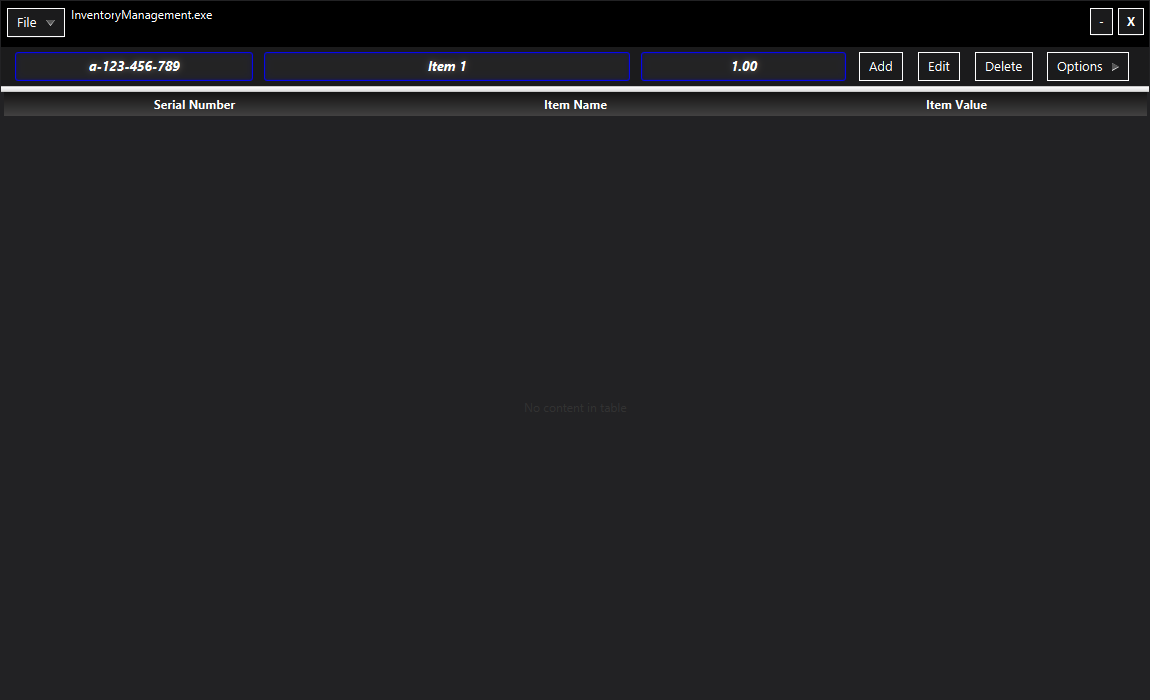 File InventoryManagement.exe - X
a-123-456-789 Item 1 1.00 Add Edit Delete Options
Serial Number Item Name Item Value
No content in table